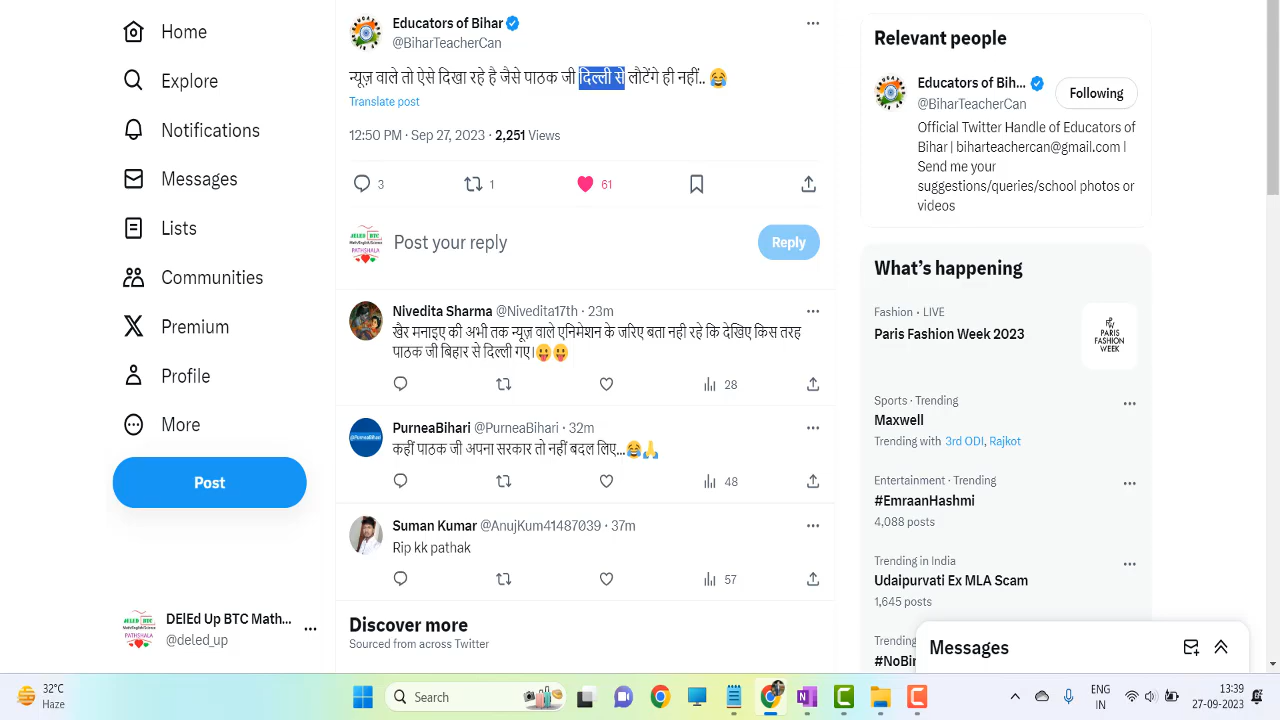 Home
Explore
Notifications
Messages
Lists
Communities
Premium
Profile
More
Post
DElEd Up BTC Math...
@deled_up
Educators of Bihar
@BiharTeacherCan
न्यूज़ वाले तो ऐसे दिखा रहे है जैसे पाठक जी दिल्ली से लौटेंगे ही नहीं.. 😂
Translate post
12:50 PM · Sep 27, 2023 · 2,251 Views
3
1
61
Post your reply
Reply
Nivedita Sharma @Nivedita17th · 23m
खैर मनाइए की अभी तक न्यूज़ वाले एनिमेशन के जरिए बता नही रहे कि देखिए किस तरह
पाठक जी बिहार से दिल्ली गए।😛😛
28
PurneaBihari @PurneaBihari · 32m
कहीं पाठक जी अपना सरकार तो नहीं बदल लिए...😂🙏
48
Suman Kumar @AnujKum41487039 · 37m
Rip kk pathak
57
Discover more
Sourced from across Twitter
Relevant people
Educators of Bih...
@BiharTeacherCan
Following
Official Twitter Handle of Educators of
Bihar | biharteachercan@gmail.com |
Send me your
suggestions/queries/school photos or
videos
What's happening
Fashion · LIVE
Paris Fashion Week 2023
PARIS
FASHION
WEEK
Sports · Trending
Maxwell
Trending with 3rd ODI, Rajkot
Entertainment · Trending
#EmraanHashmi
4,088 posts
Trending in India
Udaipurvati Ex MLA Scam
1,645 posts
Messages
32°C
Haze
Search
ENG
IN
13:39
27-09-2023